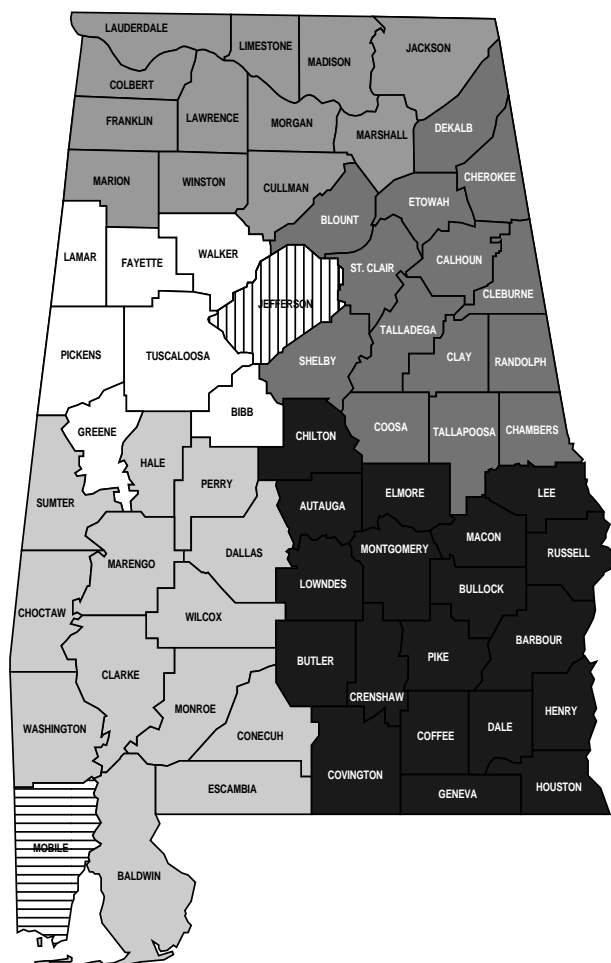 LAUDERDALE
LIMESTONE
MADISON
JACKSON
COLBERT
FRANKLIN
LAWRENCE
MORGAN
MARSHALL
DEKALB
CHEROKEE
MARION
WINSTON
CULLMAN
ETOWAH
BLOUNT
LAMAR
FAYETTE
WALKER
ST. CLAIR
CALHOUN
CLEBURNE
JEFFERSON
PICKENS
TUSCALOOSA
TALLADEGA
SHELBY
CLAY
RANDOLPH
BIBB
GREENE
HALE
CHILTON
COOSA
TALLAPOOSA
CHAMBERS
SUMTER
PERRY
AUTAUGA
ELMORE
LEE
MARENGO
DALLAS
MONTGOMERY
MACON
RUSSELL
CHOCTAW
WILCOX
LOWNDES
BULLOCK
CLARKE
BUTLER
CRENSHAW
PIKE
BARBOUR
WASHINGTON
MONROE
CONECUH
COFFEE
DALE
HENRY
ESCAMBIA
COVINGTON
GENEVA
HOUSTON
MOBILE
BALDWIN